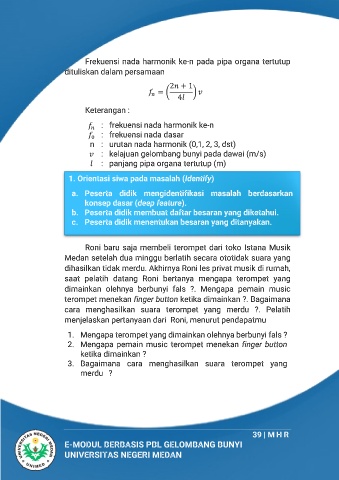 Frekuensi nada harmonik ke-n pada pipa organa tertutup
dituliskan dalam persamaan
fₙ = (2n + 1 / 4l) v
Keterangan :
fₙ : frekuensi nada harmonik ke-n
f₀ : frekuensi nada dasar
n : urutan nada harmonik (0,1, 2, 3, dst)
v : kelajuan gelombang bunyi pada dawai (m/s)
l : panjang pipa organa tertutup (m)
1. Orientasi siwa pada masalah (Identify)
a. Peserta didik mengidentifikasi masalah berdasarkan
konsep dasar (deep feature).
b. Peserta didik membuat daftar besaran yang diketahui.
c. Peserta didik menentukan besaran yang ditanyakan.
Roni baru saja membeli terompet dari toko Istana Musik
Medan setelah dua minggu berlatih secara ototidak suara yang
dihasilkan tidak merdu. Akhirnya Roni les privat musik di rumah,
saat pelatih datang Roni bertanya mengapa terompet yang
dimainkan olehnya berbunyi fals ?. Mengapa pemain music
terompet menekan finger button ketika dimainkan ?. Bagaimana
cara menghasilkan suara terompet yang merdu ?. Pelatih
menjelaskan pertanyaan dari Roni, menurut pendapatmu
1. Mengapa terompet yang dimainkan olehnya berbunyi fals ?
2. Mengapa pemain music terompet menekan finger button
ketika dimainkan ?
3. Bagaimana cara menghasilkan suara terompet yang
merdu ?
39 | M H R
E-MODUL BERBASIS PBL GELOMBANG BUNYI
UNIVERSITAS NEGERI MEDAN
UNIVERSITAS NEGERI MEDAN
UNIMED